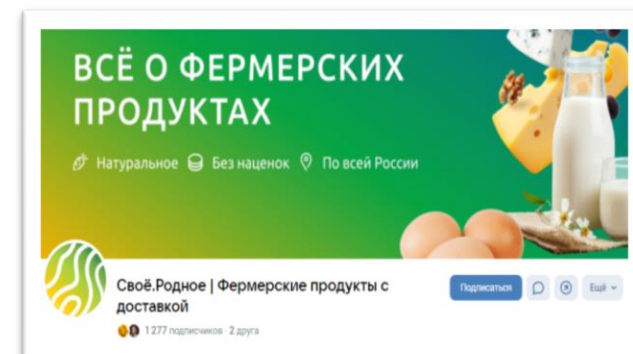 ВСЁ О ФЕРМЕРСКИХ
ПРОДУКТАХ
Натуральное Без наценок По всей России
Своё.Родное | Фермерские продукты с
доставкой
Подписаться Ещё
1 277 подписчиков · 2 друга